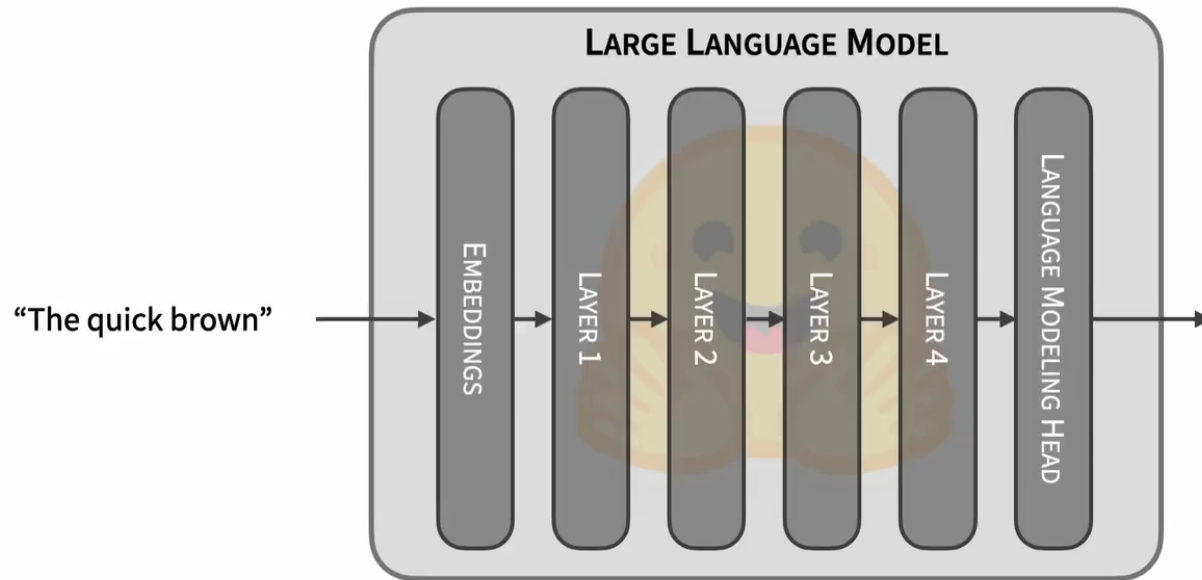 LARGE LANGUAGE MODEL
“The quick brown”
EMBEDDINGS
LAYER 1
LAYER 2
LAYER 3
LAYER 4
LANGUAGE MODELING HEAD